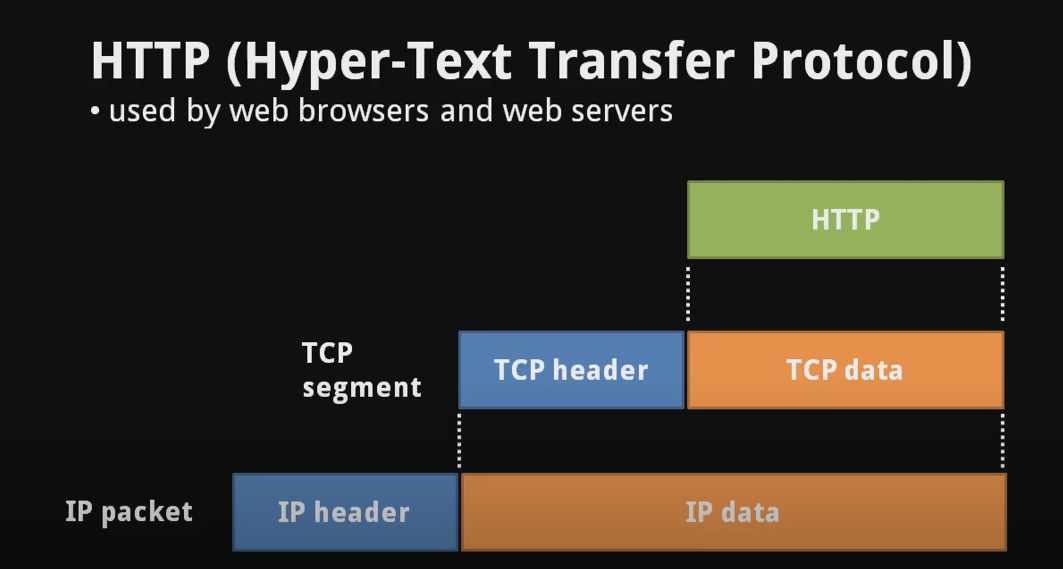 HTTP (Hyper-Text Transfer Protocol)
• used by web browsers and web servers
HTTP
TCP
segment
TCP header
TCP data
IP packet
IP header
IP data